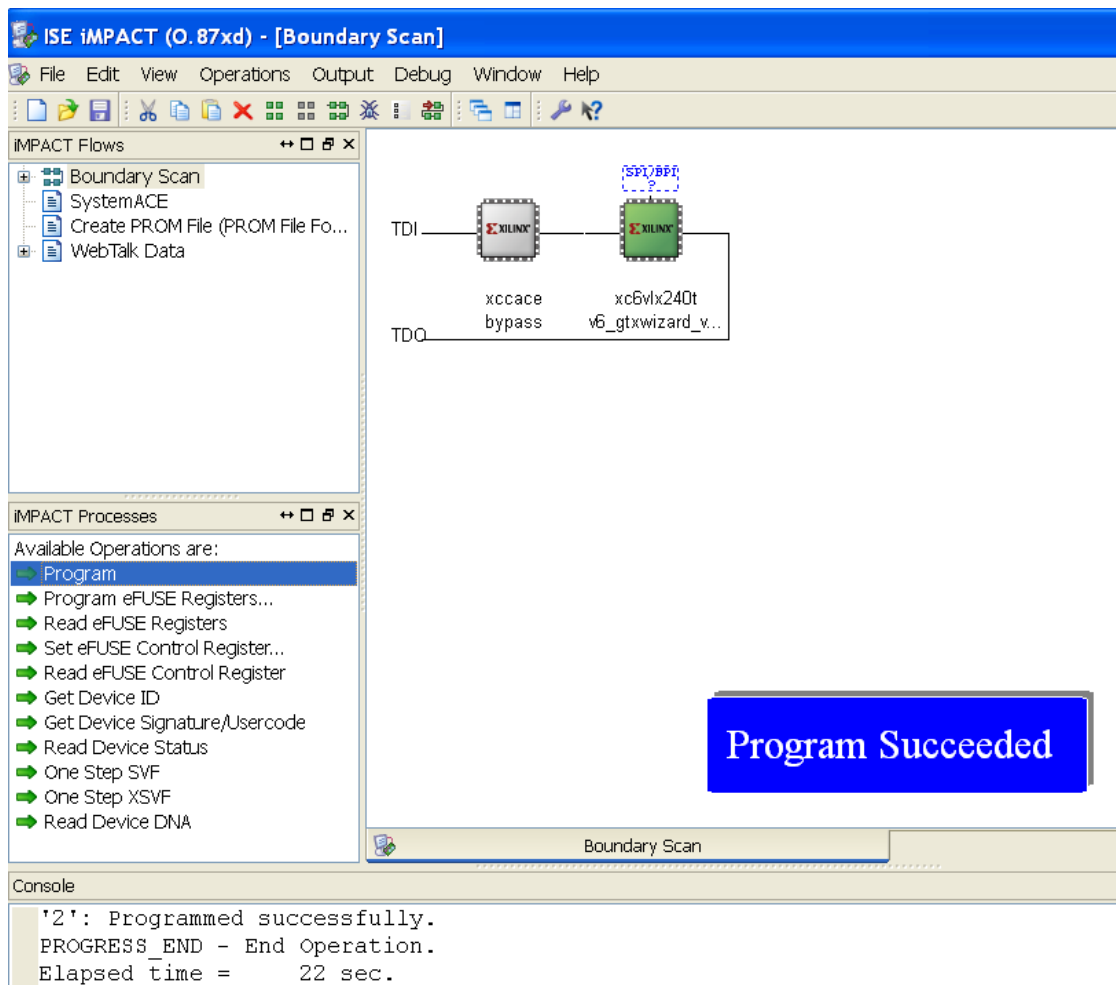 ISE iMPACT (O.87xd) - [Boundary Scan]
File Edit View Operations Output Debug Window Help
iMPACT Flows
Boundary Scan
SystemACE
Create PROM File (PROM File Fo...
WebTalk Data
SPI/BPI
?
TDI
XILINX
XILINX
xccace
bypass
xc6vlx240t
v6_gtxwizard_v...
TDO
iMPACT Processes
Available Operations are:
Program
Program eFUSE Registers...
Read eFUSE Registers
Set eFUSE Control Register...
Read eFUSE Control Register
Get Device ID
Get Device Signature/Usercode
Read Device Status
One Step SVF
One Step XSVF
Read Device DNA
Program Succeeded
Boundary Scan
Console
'2': Programmed successfully.
PROGRESS_END - End Operation.
Elapsed time =     22 sec.